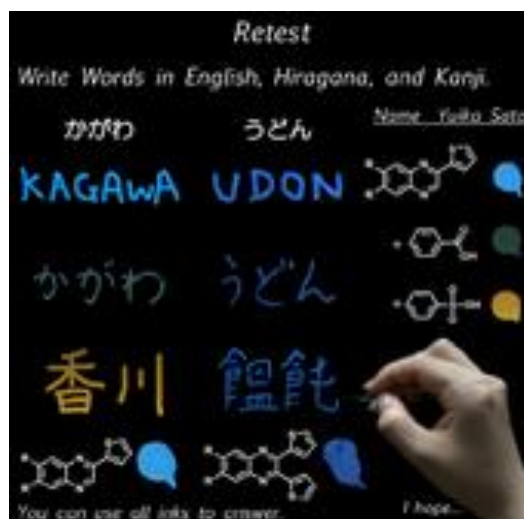 Retest
Write Words in English, Hiragana, and Kanji.
Name Yuika Sato
かがわ うどん
KAGAWA UDON
かがわ うどん
香川 饂飩
You can use all inks to answer.
I hope...